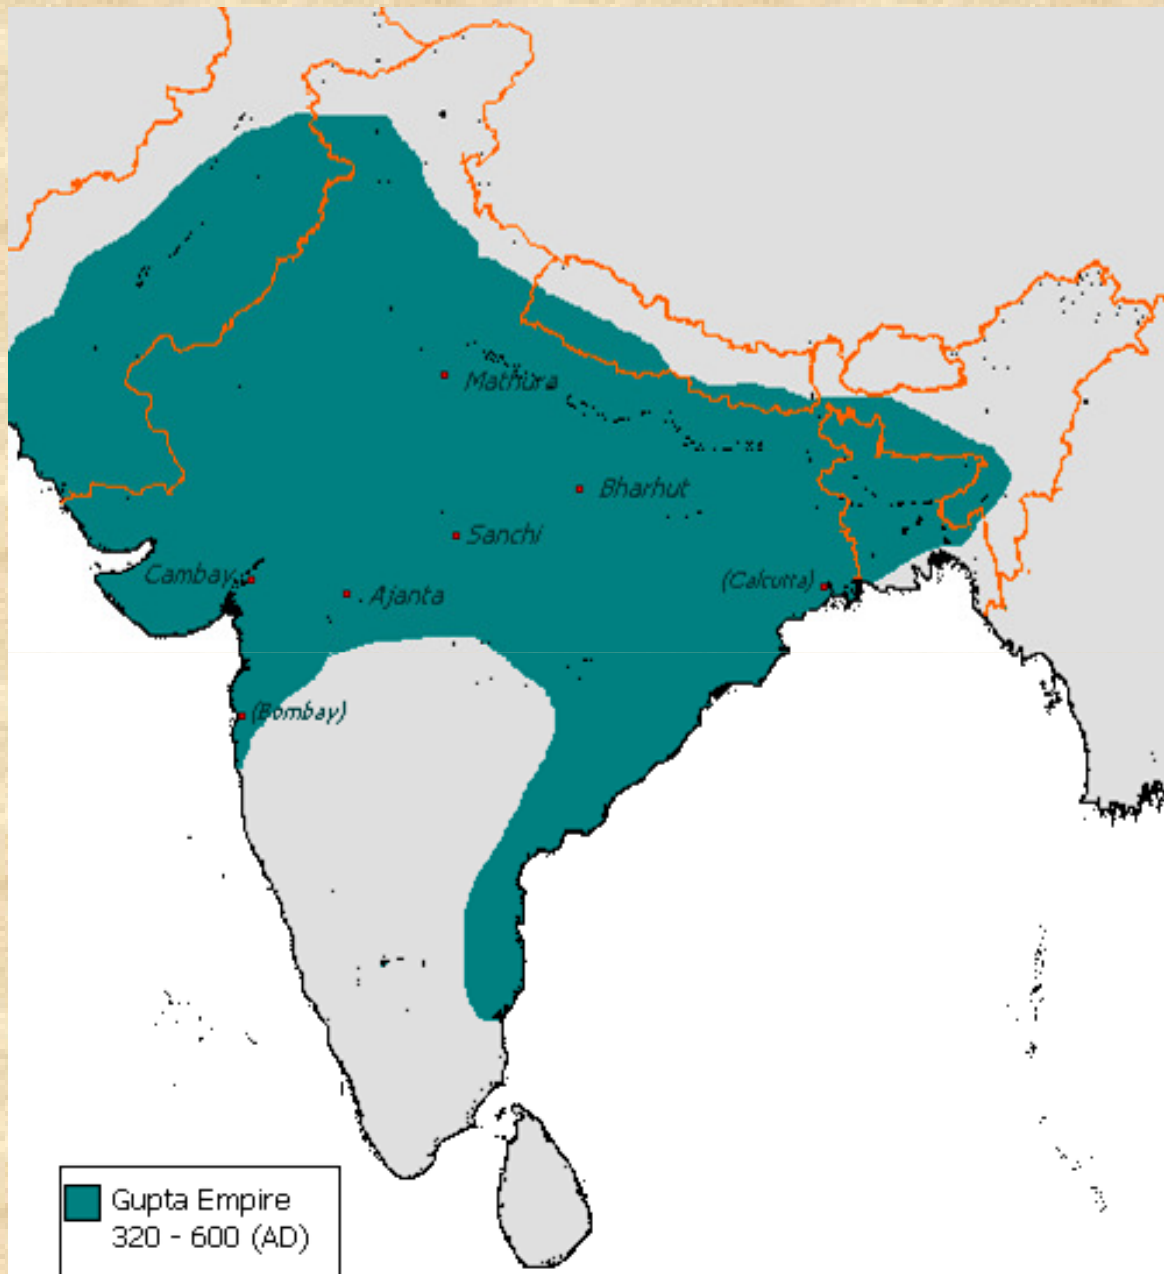 Mathura
Bharhut
Sanchi
Cambay
(Calcutta)
Ajanta
(Bombay)
Gupta Empire
320 - 600 (AD)